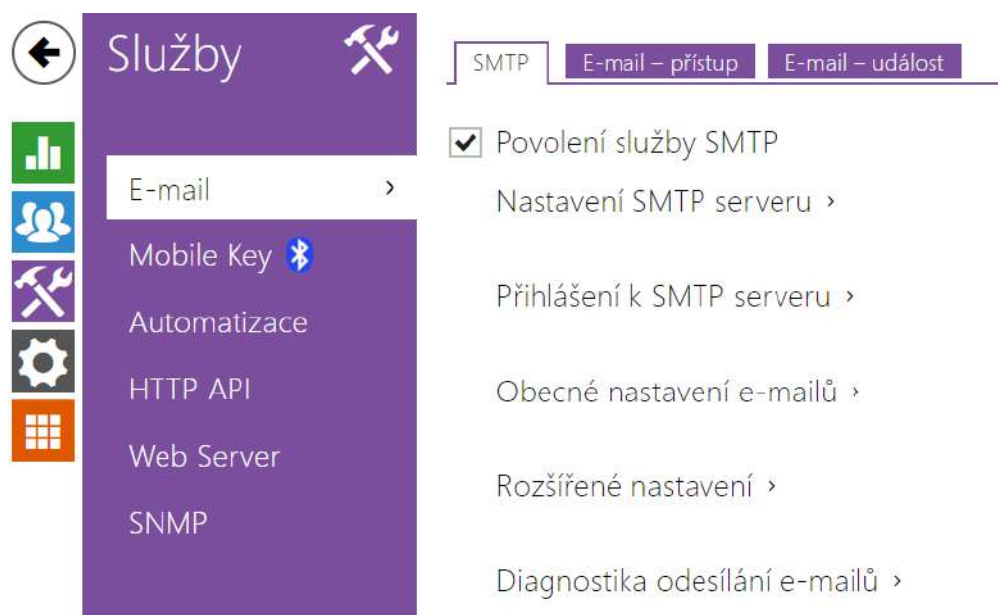 Služby
E-mail
Mobile Key
Automatizace
HTTP API
Web Server
SNMP
SMTP
E-mail – přístup
E-mail – událost
Povolení služby SMTP
Nastavení SMTP serveru
Přihlášení k SMTP serveru
Obecné nastavení e-mailů
Rozšířené nastavení
Diagnostika odesílání e-mailů